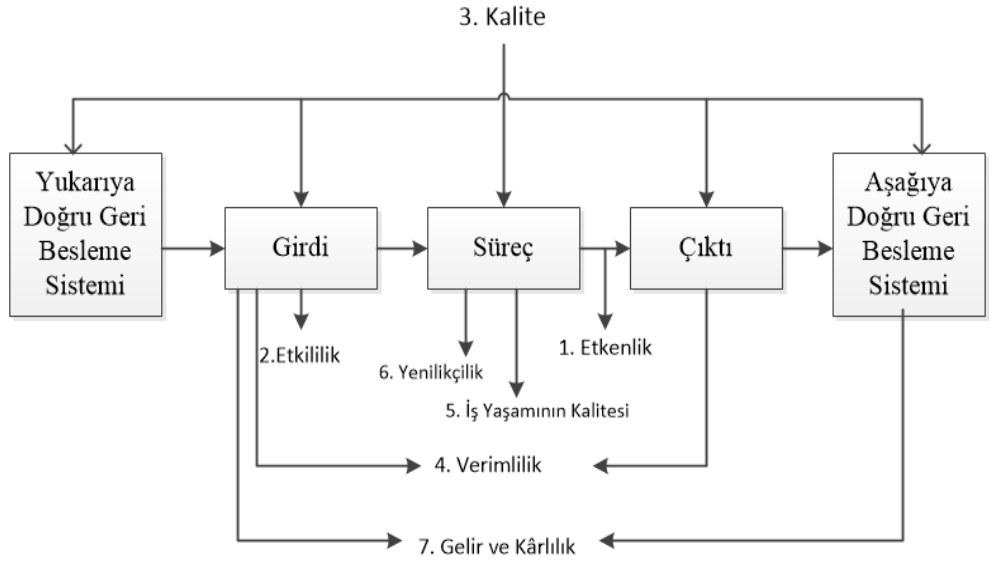 3. Kalite
Yukarıya
Doğru Geri
Besleme
Sistemi
Girdi
Süreç
Çıktı
Aşağıya
Doğru Geri
Besleme
Sistemi
2.Etkililik
6. Yenilikçilik
1. Etkenlik
5. İş Yaşamının Kalitesi
4. Verimlilik
7. Gelir ve Kârlılık